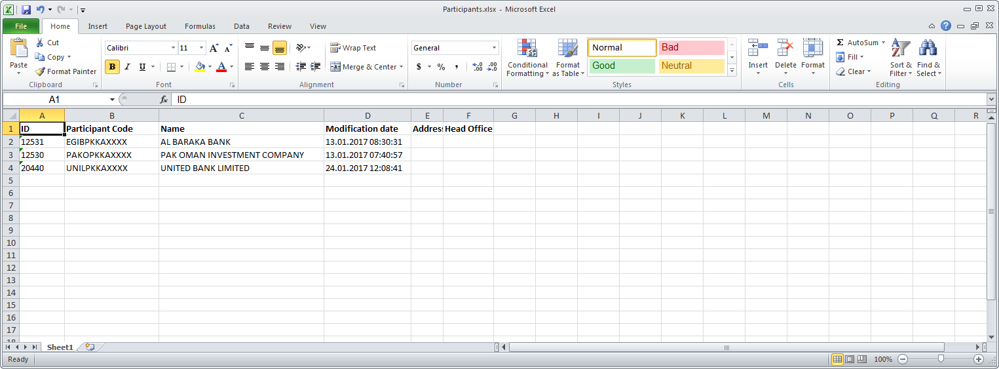 Participants.xlsx - Microsoft Excel
File Home Insert Page Layout Formulas Data Review View
Paste
Cut
Copy
Format Painter
Clipboard
Calibri 11 A A
B I U A
Font
Wrap Text
Merge & Center
Alignment
General
$ % ,
Number
Conditional Formatting
Format as Table
Normal Bad
Good Neutral
Styles
Insert Delete Format
Cells
Σ AutoSum
Fill
Clear
Sort & Filter
Find & Select
Editing
A1 fx ID
A B C D E F G H I J K L M N O P Q R
1 ID Participant Code Name Modification date Address Head Office
2 12531 EGIBPKKAXXXX AL BARAKA BANK 13.01.2017 08:30:31
3 12530 PAKOPKKAXXXX PAK OMAN INVESTMENT COMPANY 13.01.2017 07:40:57
4 20440 UNILPKKAXXXX UNITED BANK LIMITED 24.01.2017 12:08:41
5
6
7
8
9
10
11
12
13
14
15
16
17
18
Sheet1
Ready 100%